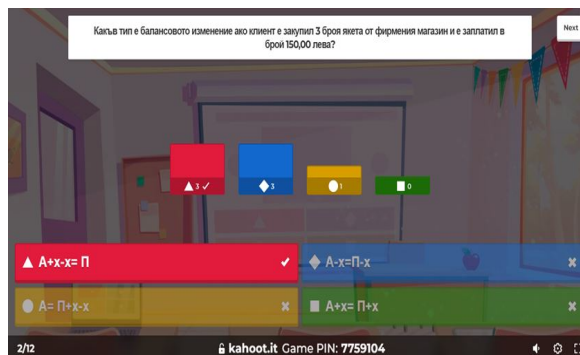 Какъв тип е балансовото изменение ако клиент е закупил 3 броя якета от фирмения магазин и е заплатил в
брой 150,00 лева?
Next
3
3
1
0
A+x-x= П
A-x=П-x
A= П+x-x
A+x= П+x
2/12
kahoot.it Game PIN: 7759104